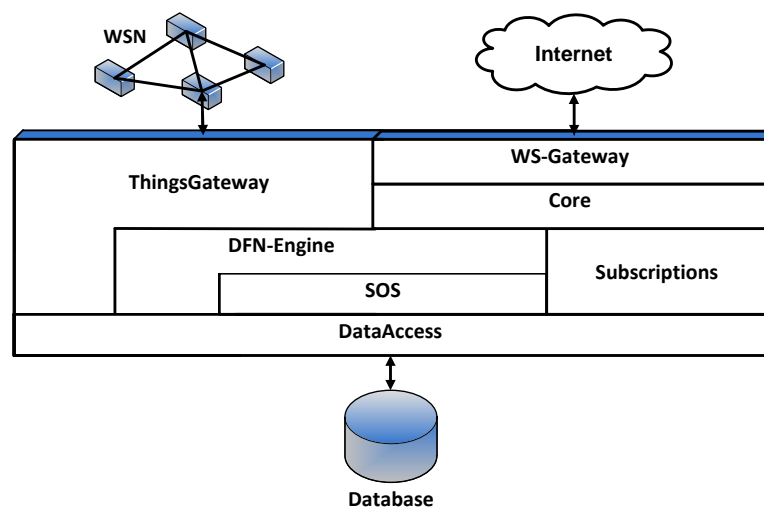 WSN
Internet
WS-Gateway
ThingsGateway
Core
DFN-Engine
Subscriptions
SOS
DataAccess
Database